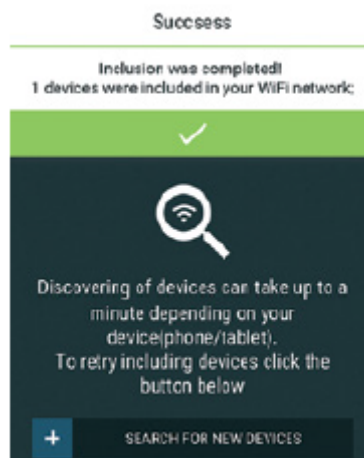 Succsess
Inclusion was completed!
1 devices were included in your WiFi network:
Discovering of devices can take up to a
minute depending on your
device(phone/tablet).
To retry including devices click the
button below
+ SEARCH FOR NEW DEVICES